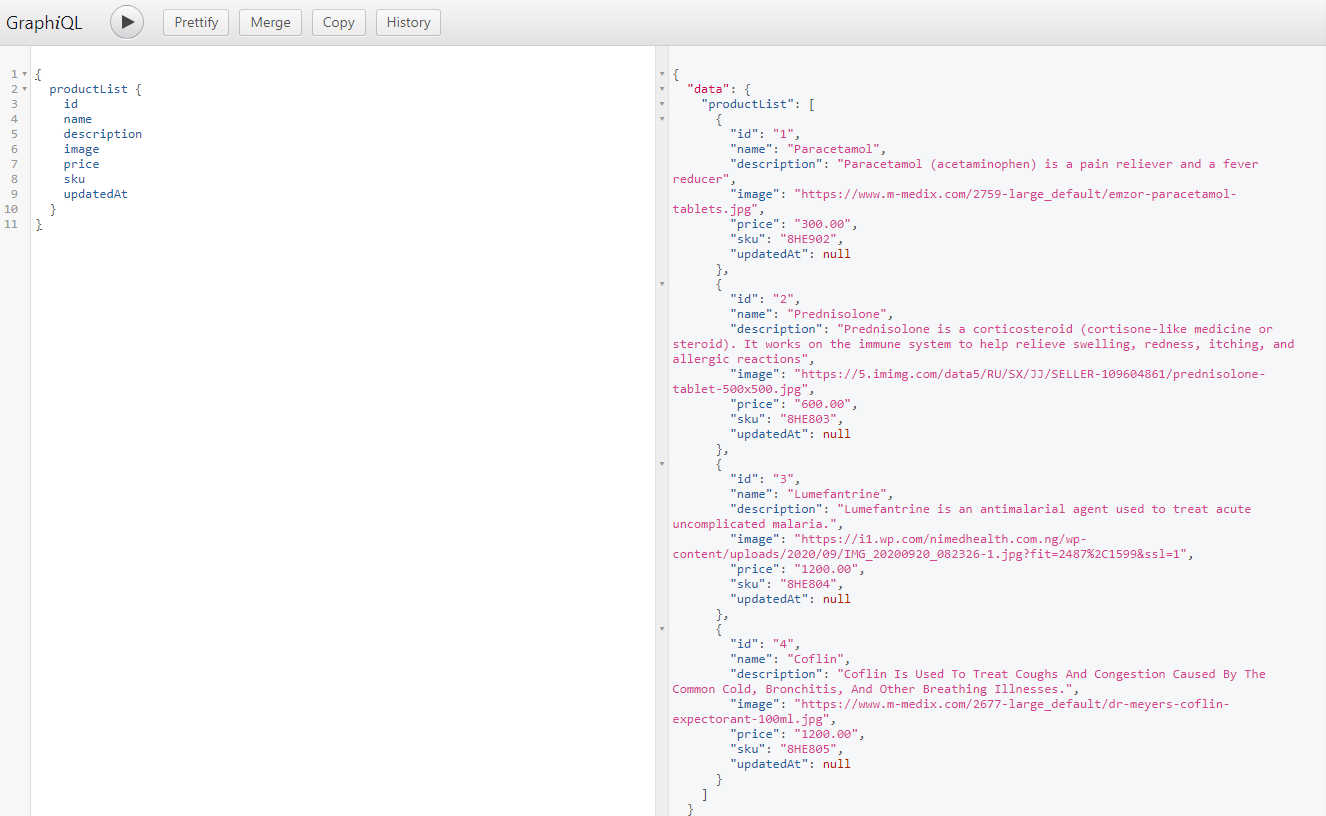 GraphiQL Prettify Merge Copy History
1 {
2 productList {
3 id
4 name
5 description
6 image
7 price
8 sku
9 updatedAt
10 }
11 }
{
"data": {
"productList": [
{
"id": "1",
"name": "Paracetamol",
"description": "Paracetamol (acetaminophen) is a pain reliever and a fever
reducer",
"image": "https://www.m-medix.com/2759-large_default/emzor-paracetamol-
tablets.jpg",
"price": "300.00",
"sku": "8HE902",
"updatedAt": null
},
{
"id": "2",
"name": "Prednisolone",
"description": "Prednisolone is a corticosteroid (cortisone-like medicine or
steroid). It works on the immune system to help relieve swelling, redness, itching, and
allergic reactions",
"image": "https://5.imimg.com/data5/RU/SX/JJ/SELLER-109604861/prednisolone-
tablet-500x500.jpg",
"price": "600.00",
"sku": "8HE803",
"updatedAt": null
},
{
"id": "3",
"name": "Lumefantrine",
"description": "Lumefantrine is an antimalarial agent used to treat acute
uncomplicated malaria.",
"image": "https://i1.wp.com/nimedhealth.com.ng/wp-
content/uploads/2020/09/IMG_20200920_082326-1.jpg?fit=2487%2C1599&ssl=1",
"price": "1200.00",
"sku": "8HE804",
"updatedAt": null
},
{
"id": "4",
"name": "Coflin",
"description": "Coflin Is Used To Treat Coughs And Congestion Caused By The
Common Cold, Bronchitis, And Other Breathing Illnesses.",
"image": "https://www.m-medix.com/2677-large_default/dr-meyers-coflin-
expectorant-100ml.jpg",
"price": "1200.00",
"sku": "8HE805",
"updatedAt": null
}
]
}